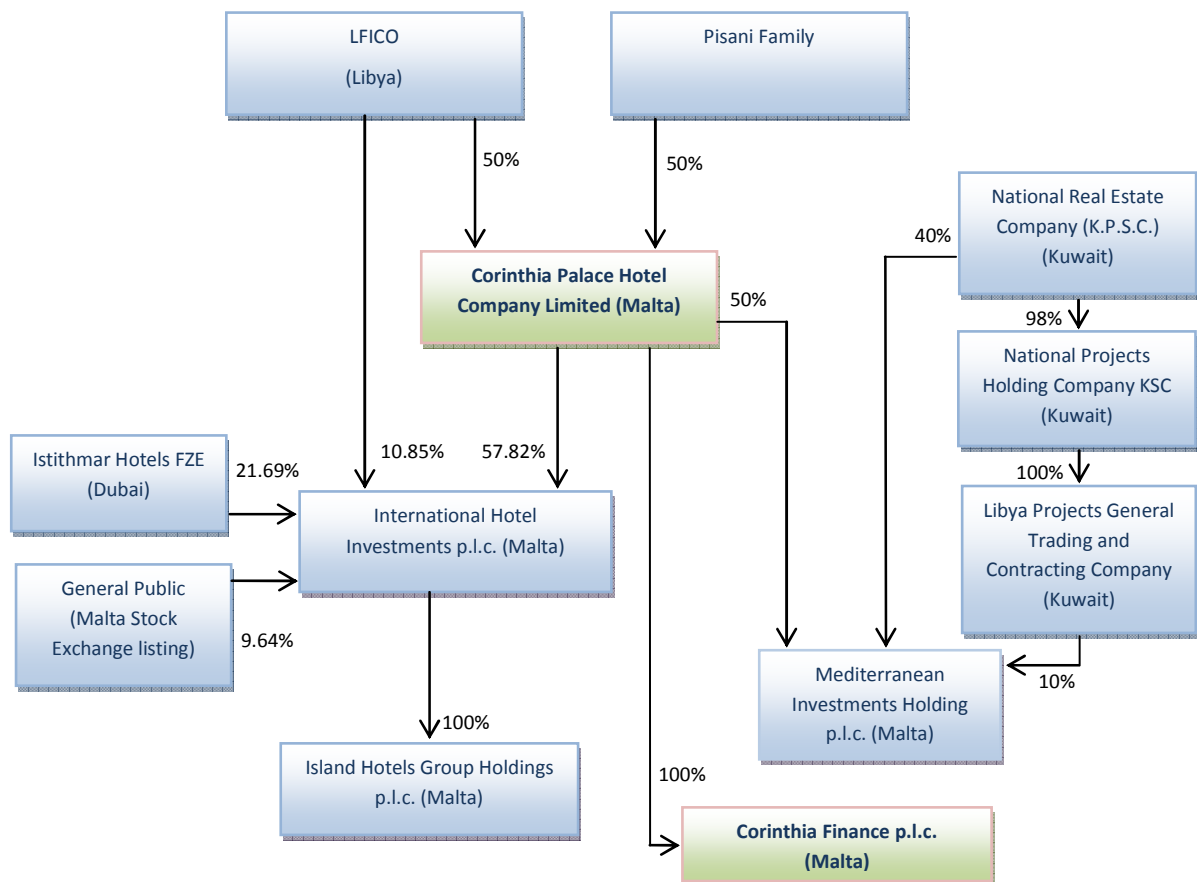 LFICO
(Libya)
Pisani Family
50%
50%
National Real Estate
Company (K.P.S.C.)
(Kuwait)
40%
Corinthia Palace Hotel
Company Limited (Malta)
50%
98%
National Projects
Holding Company KSC
(Kuwait)
Istithmar Hotels FZE
(Dubai)
21.69%
10.85%
57.82%
100%
International Hotel
Investments p.l.c. (Malta)
Libya Projects General
Trading and
Contracting Company
(Kuwait)
General Public
(Malta Stock
Exchange listing)
9.64%
Mediterranean
Investments Holding
p.l.c. (Malta)
10%
100%
Island Hotels Group Holdings
p.l.c. (Malta)
100%
Corinthia Finance p.l.c.
(Malta)